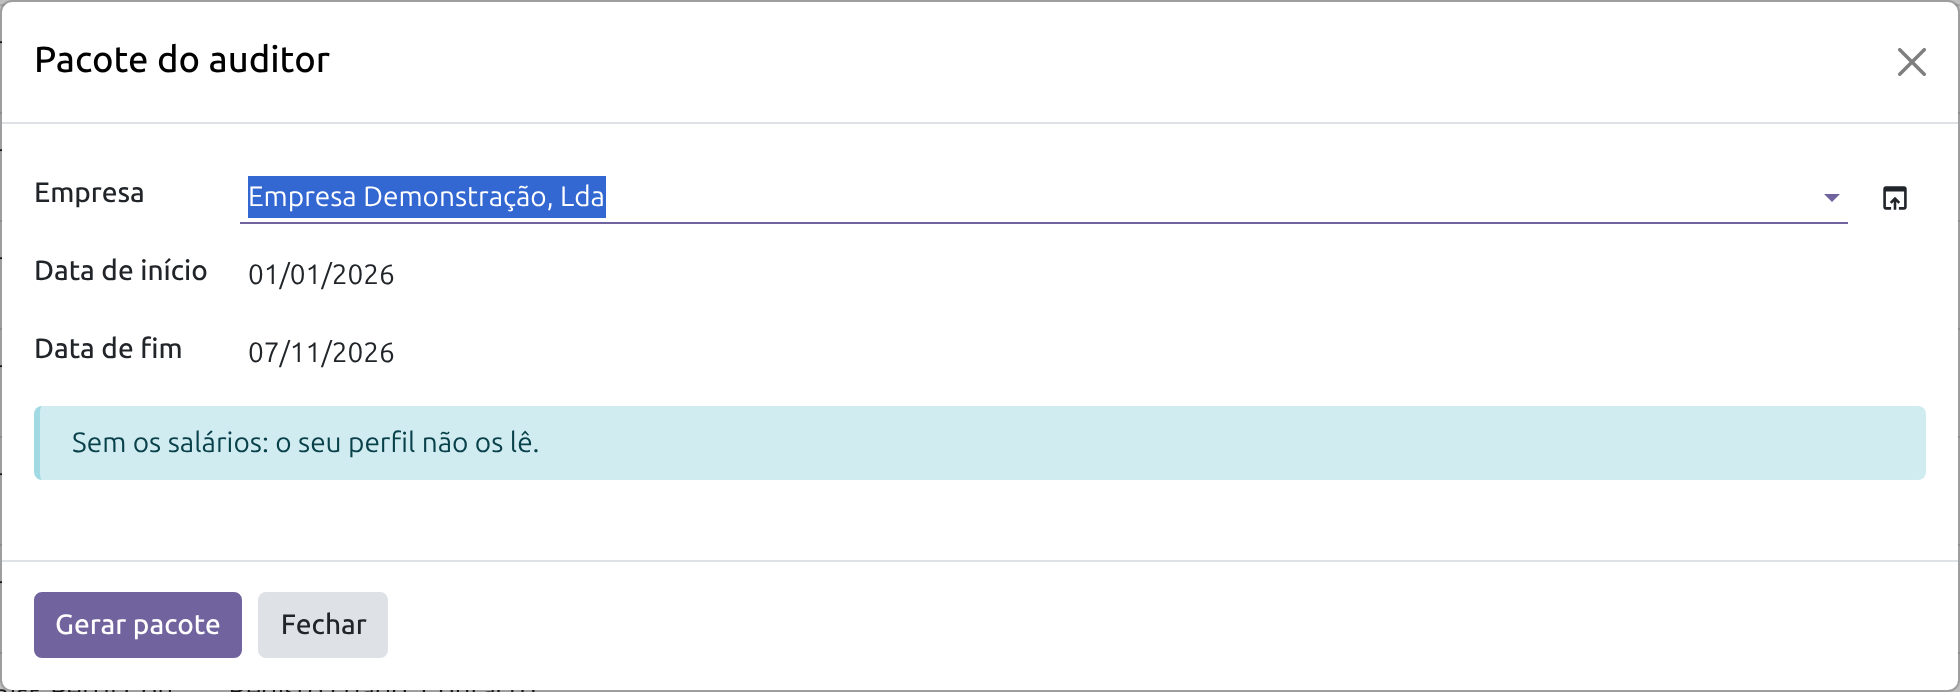 Pacote do auditor
Empresa Empresa Demonstração, Lda
Data de início 01/01/2026
Data de fim 07/11/2026
Sem os salários: o seu perfil não os lê.
Gerar pacote Fechar